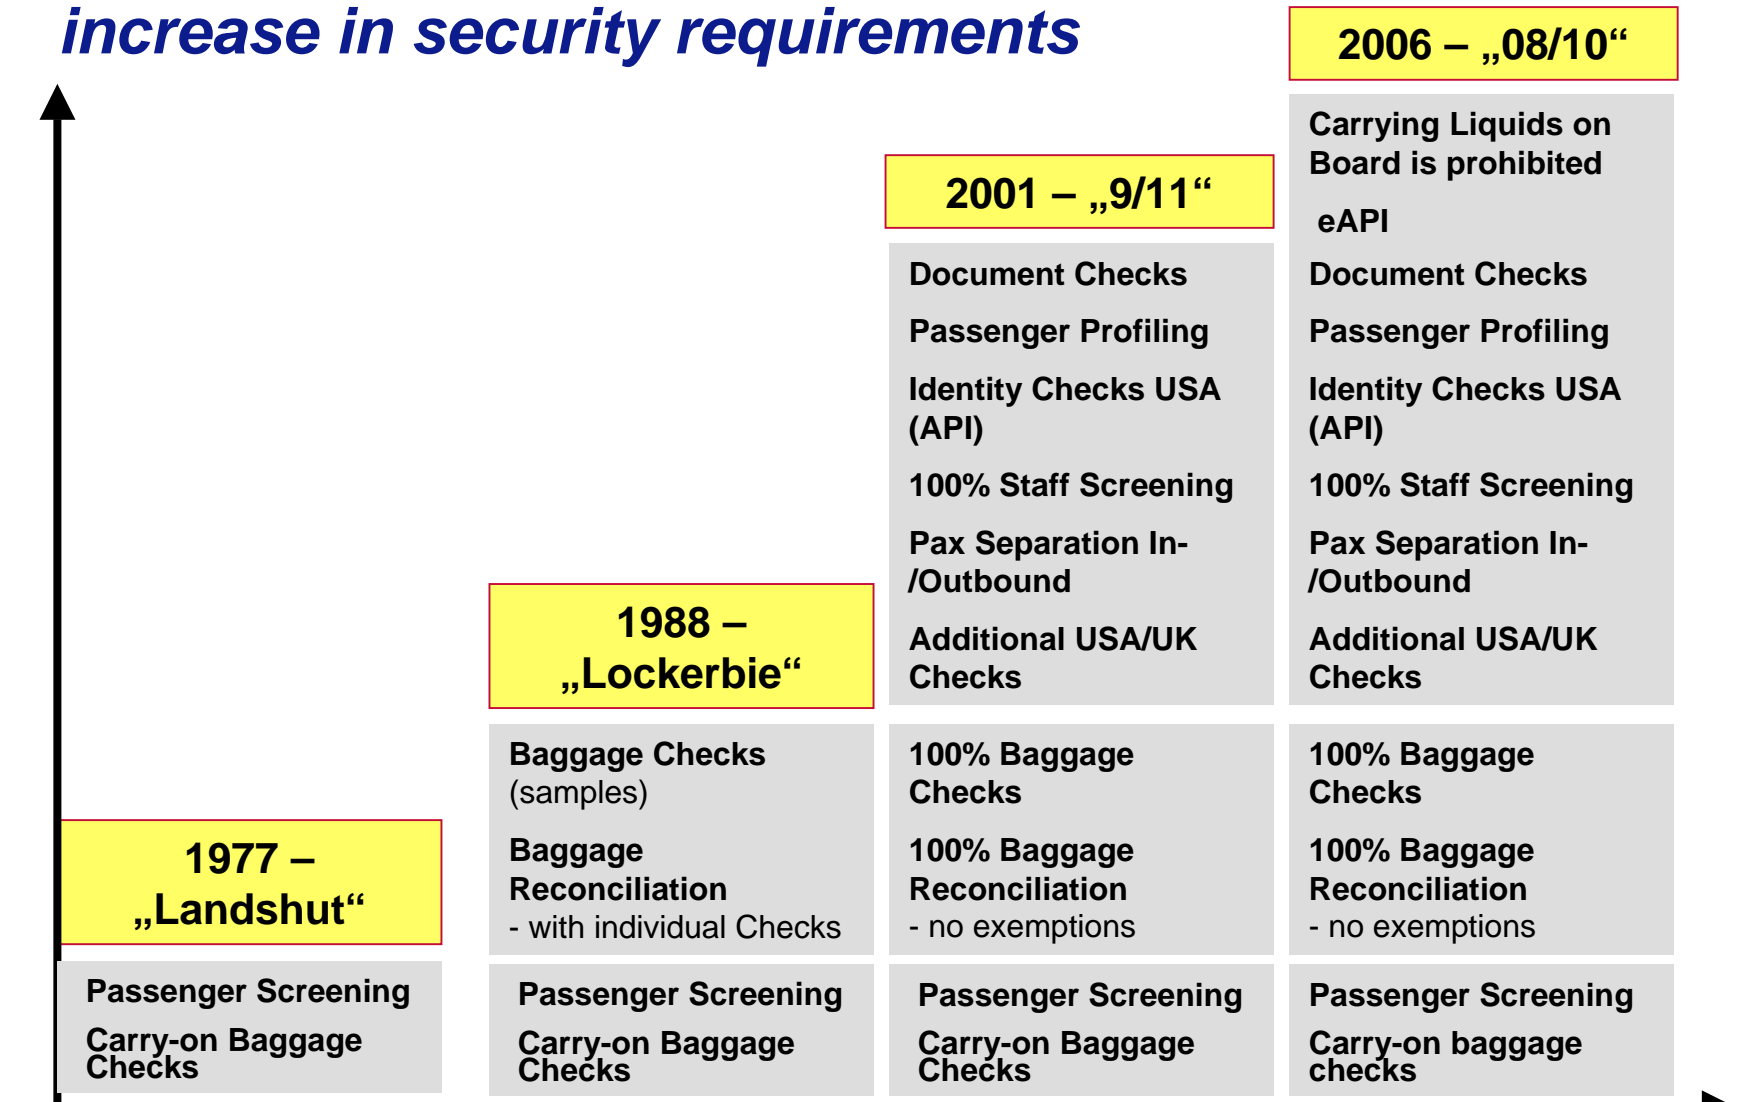 increase in security requirements
2006 – „08/10“
Carrying Liquids on
Board is prohibited
eAPI
Document Checks
Passenger Profiling
Identity Checks USA
(API)
100% Staff Screening
Pax Separation In-
/Outbound
Additional USA/UK
Checks
100% Baggage
Checks
100% Baggage
Reconciliation
- no exemptions
Passenger Screening
Carry-on baggage
checks
2001 – „9/11“
Document Checks
Passenger Profiling
Identity Checks USA
(API)
100% Staff Screening
Pax Separation In-
/Outbound
Additional USA/UK
Checks
100% Baggage
Checks
100% Baggage
Reconciliation
- no exemptions
Passenger Screening
Carry-on Baggage
Checks
1988 –
„Lockerbie“
Baggage Checks
(samples)
Baggage
Reconciliation
- with individual Checks
Passenger Screening
Carry-on Baggage
Checks
1977 –
„Landshut“
Passenger Screening
Carry-on Baggage
Checks